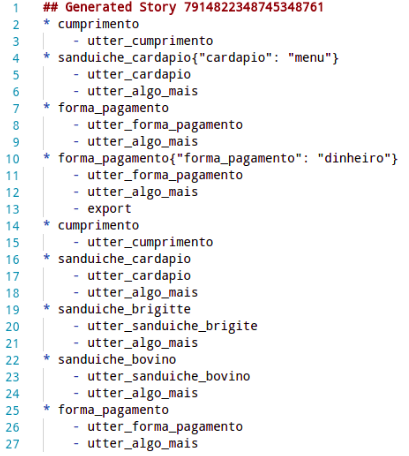 1 ## Generated Story 7914822348745348761
2 * cumprimento
3 - utter_cumprimento
4 * sanduiche_cardapio{"cardapio": "menu"}
5 - utter_cardapio
6 - utter_algo_mais
7 * forma_pagamento
8 - utter_forma_pagamento
9 - utter_algo_mais
10 * forma_pagamento{"forma_pagamento": "dinheiro"}
11 - utter_forma_pagamento
12 - utter_algo_mais
13 - export
14 * cumprimento
15 - utter_cumprimento
16 * sanduiche_cardapio
17 - utter_cardapio
18 - utter_algo_mais
19 * sanduiche_brigitte
20 - utter_sanduiche_brigite
21 - utter_algo_mais
22 * sanduiche_bovino
23 - utter_sanduiche_bovino
24 - utter_algo_mais
25 * forma_pagamento
26 - utter_forma_pagamento
27 - utter_algo_mais